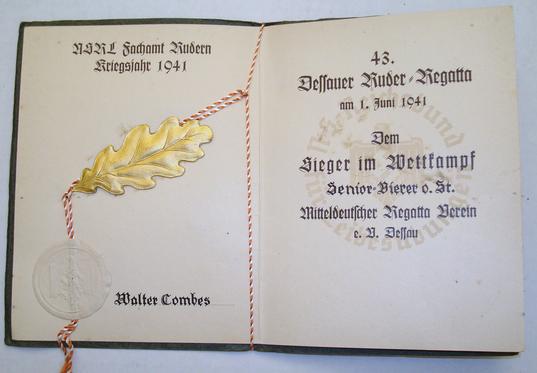 NSRL Fachamt Rudern
Kriegsjahr 1941
Walter Combes
43.
Dessauer Ruder-Regatta
am 1. Juni 1941
Dem
Sieger im Wettkampf
Senior-Vierer o. St.
Mitteldeutscher Regatta Verein
e. V. Dessau